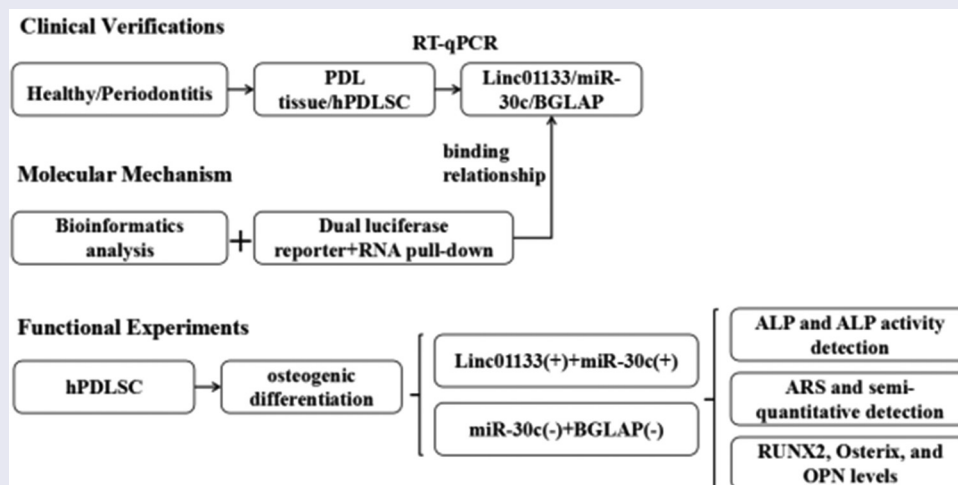 Clinical Verifications
RT-qPCR
Healthy/Periodontitis
PDL
tissue/hPDLSC
Linc01133/miR-
30c/BGLAP
binding
relationship
Molecular Mechanism
Bioinformatics
analysis
+
Dual luciferase
reporter+RNA pull-down
Functional Experiments
hPDLSC
osteogenic
differentiation
Linc01133(+)+miR-30c(+)
miR-30c(-)+BGLAP(-)
ALP and ALP activity
detection
ARS and semi-
quantitative detection
RUNX2, Osterix, and
OPN levels